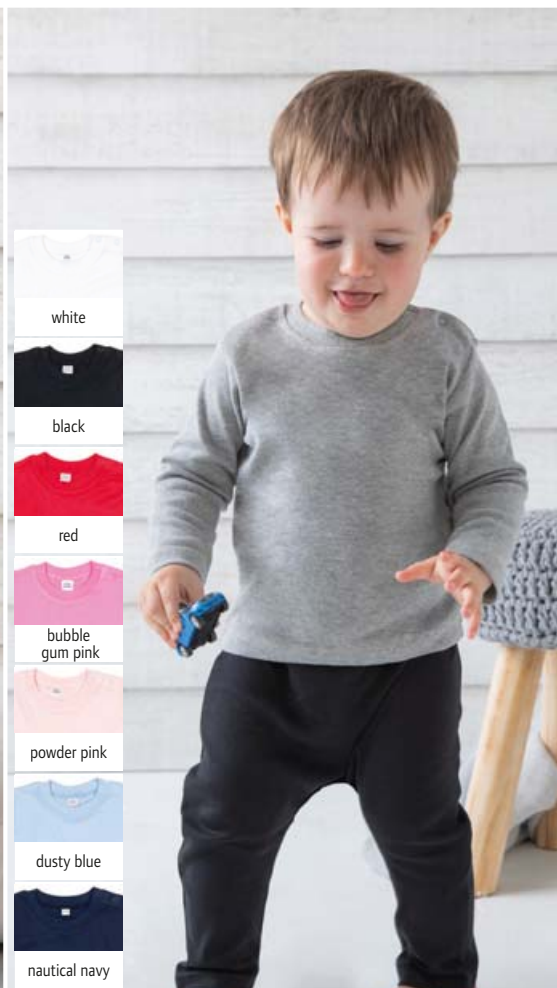 white
black
red
bubble
gum pink
powder pink
dusty blue
nautical navy